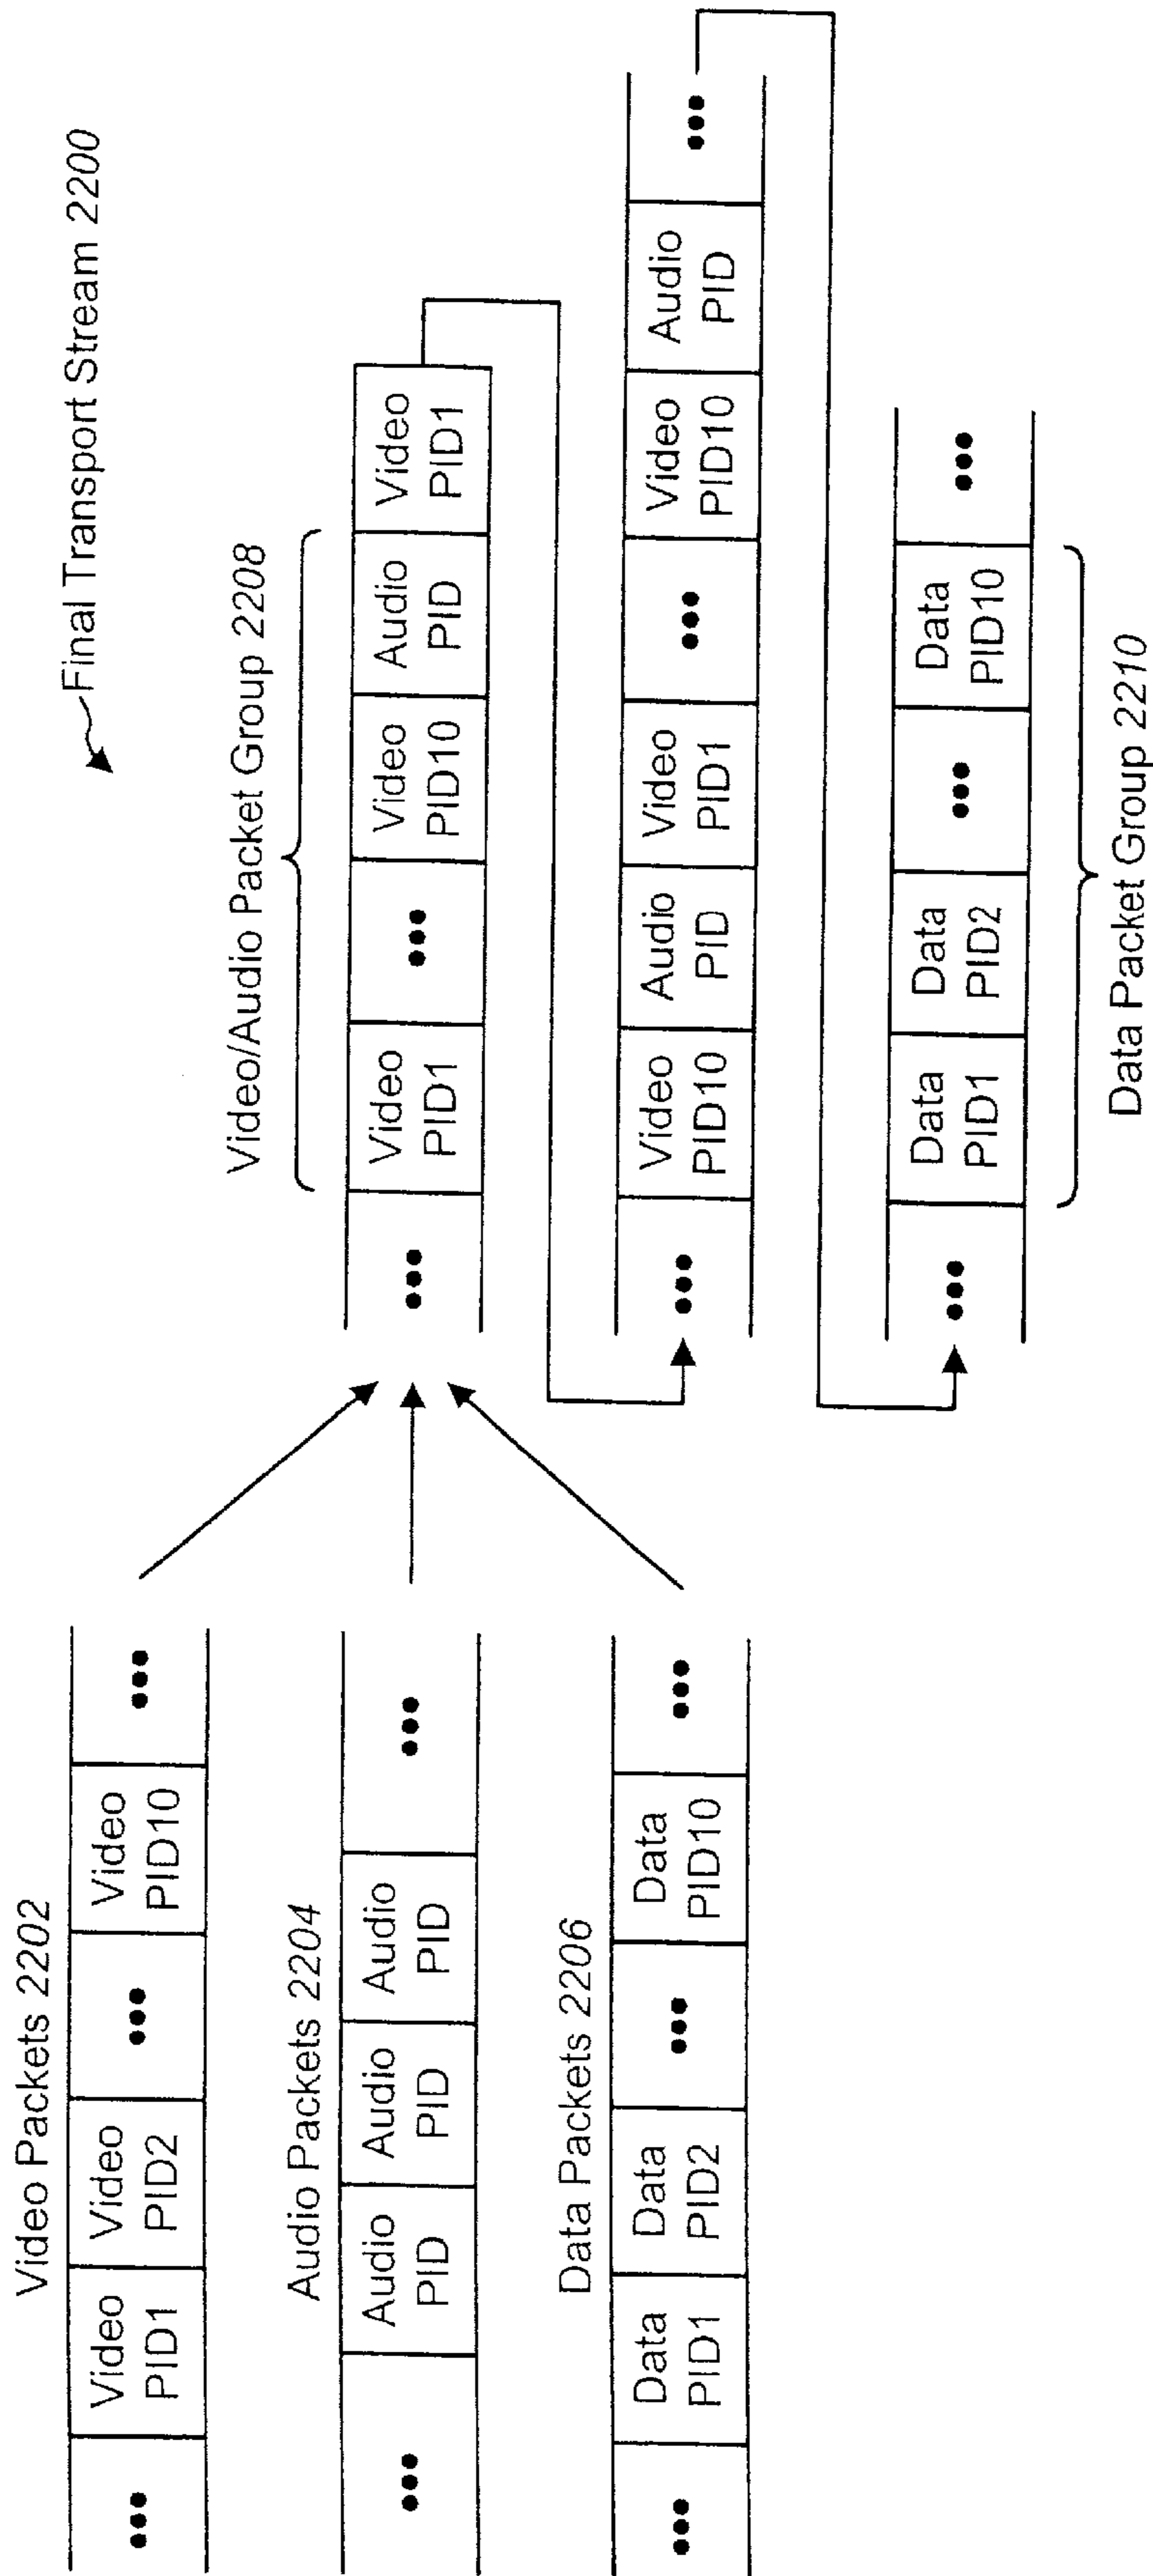 Final Transport Stream 2200
Video Packets 2202
••• Video PID1 Video PID2 ••• Video PID10 •••
Audio Packets 2204
••• Audio PID Audio PID Audio PID •••
Data Packets 2206
••• Data PID1 Data PID2 ••• Data PID10 •••
Video/Audio Packet Group 2208
••• Video PID1 ••• Video PID10 Audio PID Video PID1
••• Video PID10 Audio PID Video PID1 ••• Video PID10 Audio PID •••
••• Data PID1 Data PID2 ••• Data PID10 •••
Data Packet Group 2210